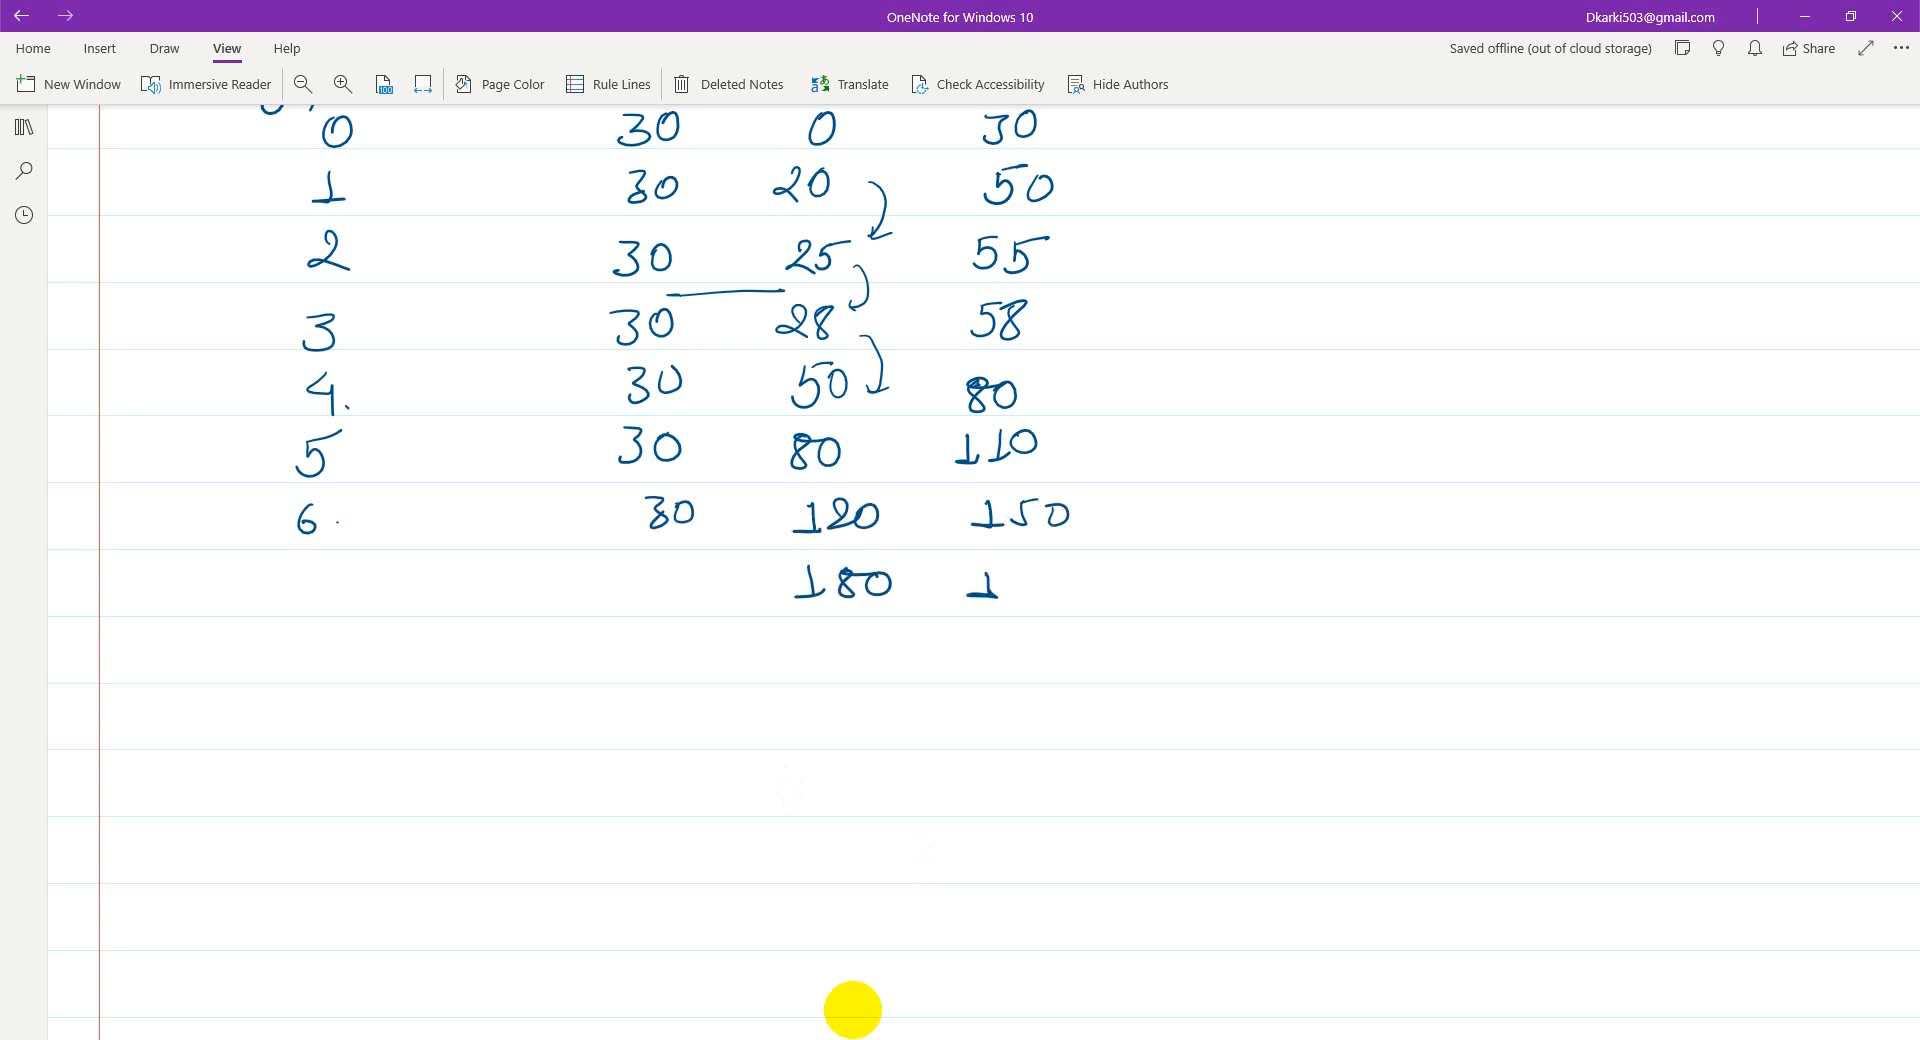 OneNote for Windows 10 Dkarki503@gmail.com
Home Insert Draw View Help Saved offline (out of cloud storage) Share
New Window Immersive Reader 100 Page Color Rule Lines Deleted Notes Translate Check Accessibility Hide Authors
0 30 0 30
1 30 20 50
2 30 25 55
3 30 28 58
4. 30 50 80
5 30 80 110
6. 30 120 150
180 1